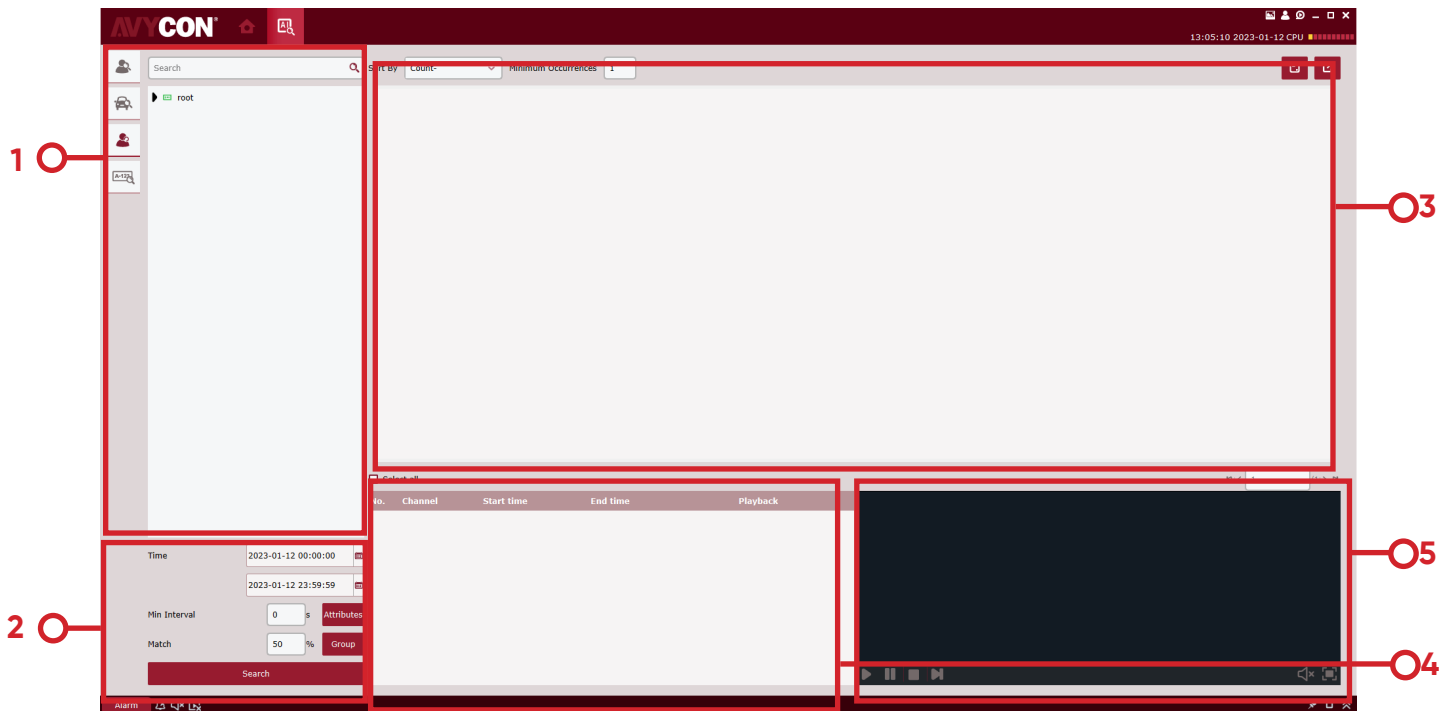 AVYCON®
13:05:10 2023-01-12 CPU
Search
Sort By Count- Minimum Occurrences 1
root
1
3
Select all
No. Channel Start time End time Playback
Time 2023-01-12 00:00:00
2023-01-12 23:59:59
5
Min Interval 0 s Attributes
2
Match 50 % Group
4
Search
Alarm